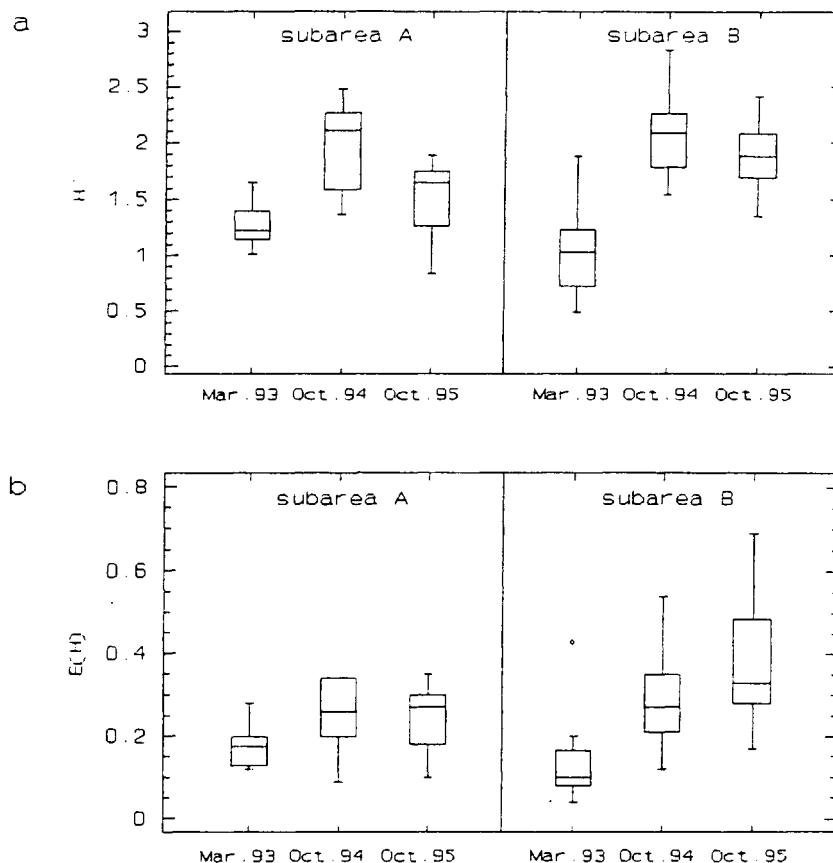 a
subarea A
subarea B
3
2.5
2
1.5
1
0.5
0
H'
Mar.93 Oct.94 Oct.95
Mar.93 Oct.94 Oct.95
b
subarea A
subarea B
0.8
0.6
0.4
0.2
0
E(H)
Mar.93 Oct.94 Oct.95
Mar.93 Oct.94 Oct.95